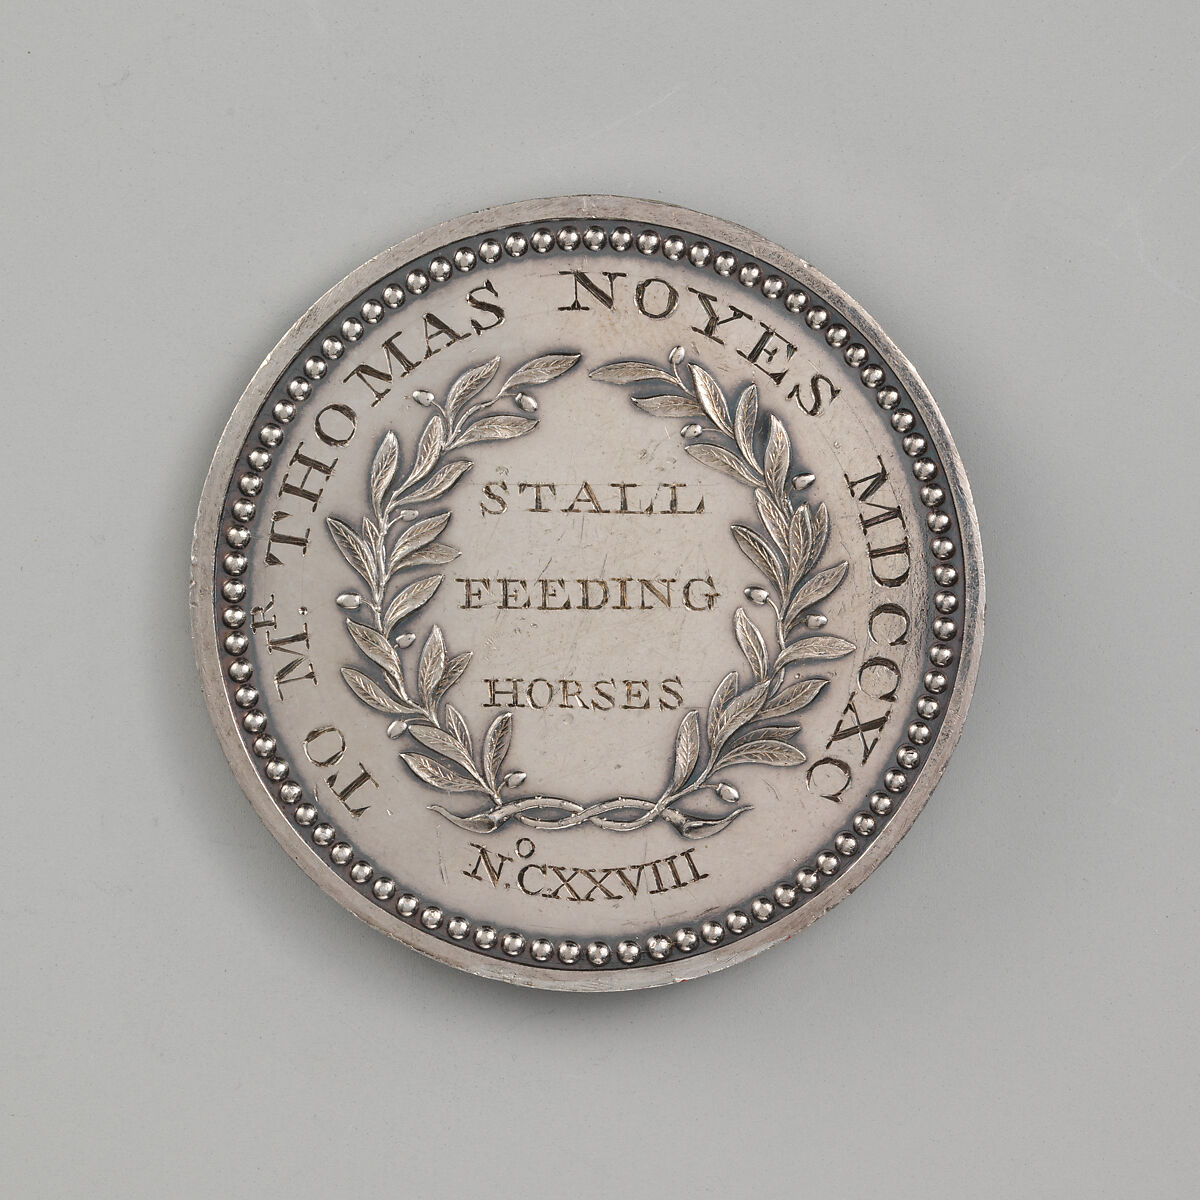 TO MR. THOMAS NOYES MDCCXC
STALL
FEEDING
HORSES
No. CXXVIII